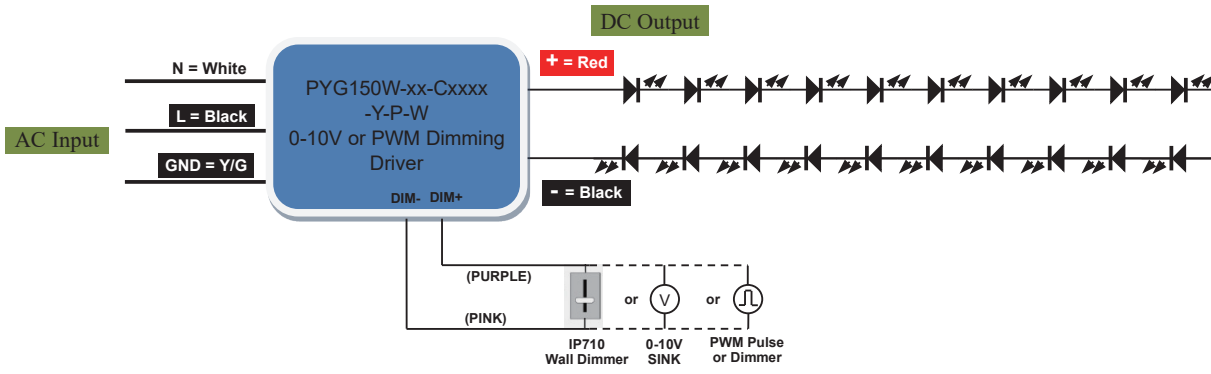 DC Output
N = White
L = Black
AC Input
GND = Y/G
PYG150W-xx-Cxxxx
-Y-P-W
0-10V or PWM Dimming
Driver
DIM- DIM+
+ = Red
- = Black
(PURPLE)
(PINK)
or
V
or
IP710
Wall Dimmer
0-10V
SINK
PWM Pulse
or Dimmer